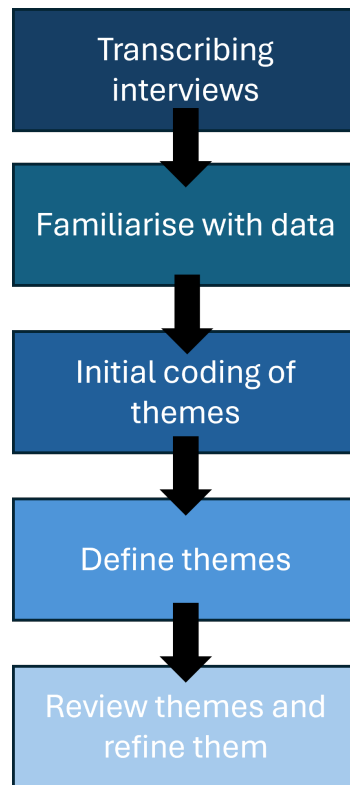 Transcribing
interviews
Familiarise with data
Initial coding of
themes
Define themes
Review themes and
refine them